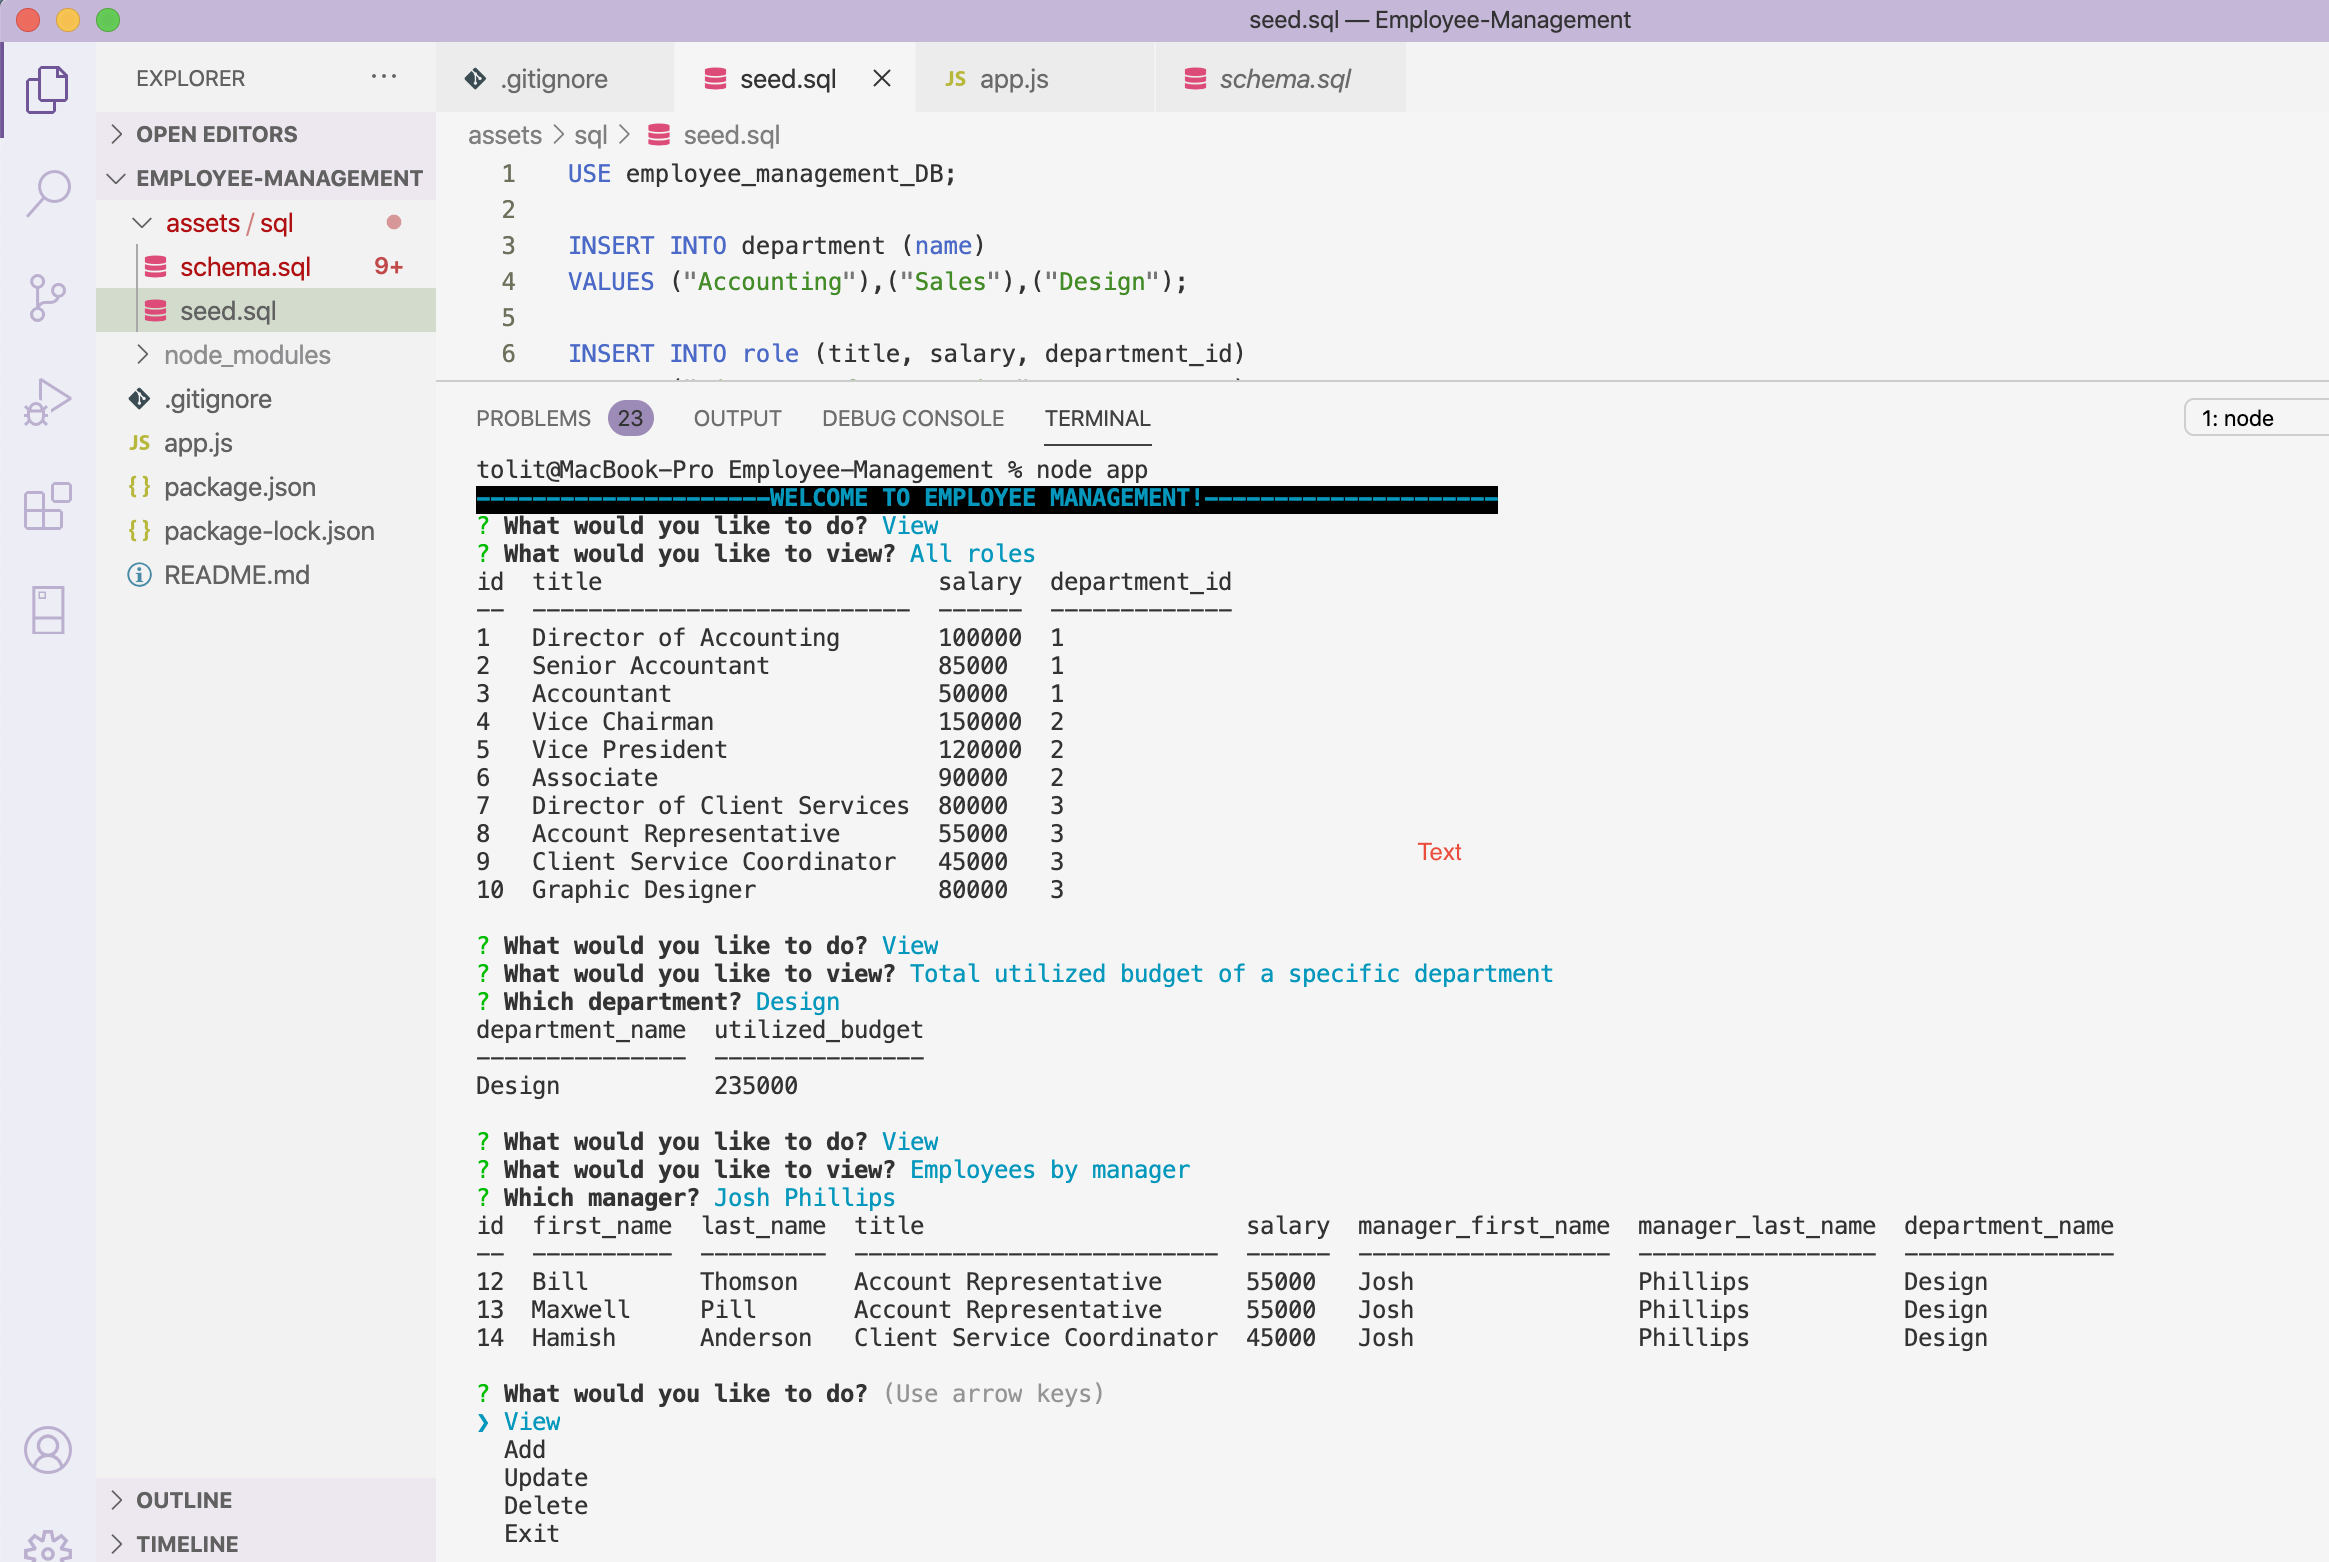 seed.sql — Employee-Management
EXPLORER ···
OPEN EDITORS
EMPLOYEE-MANAGEMENT
assets / sql
schema.sql 9+
seed.sql
node_modules
.gitignore
JS app.js
{ } package.json
{ } package-lock.json
README.md
OUTLINE
TIMELINE
.gitignore seed.sql × JS app.js schema.sql
assets > sql > seed.sql
1 USE employee_management_DB;
2
3 INSERT INTO department (name)
4 VALUES ("Accounting"),("Sales"),("Design");
5
6 INSERT INTO role (title, salary, department_id)
PROBLEMS 23 OUTPUT DEBUG CONSOLE TERMINAL 1: node
tolit@MacBook-Pro Employee-Management % node app
---------------------WELCOME TO EMPLOYEE MANAGEMENT!---------------------
? What would you like to do? View
? What would you like to view? All roles
id title salary department_id
-- --------------------------- ------ -------------
1 Director of Accounting 100000 1
2 Senior Accountant 85000 1
3 Accountant 50000 1
4 Vice Chairman 150000 2
5 Vice President 120000 2
6 Associate 90000 2
7 Director of Client Services 80000 3
8 Account Representative 55000 3
9 Client Service Coordinator 45000 3
10 Graphic Designer 80000 3
Text
? What would you like to do? View
? What would you like to view? Total utilized budget of a specific department
? Which department? Design
department_name utilized_budget
--------------- ---------------
Design 235000
? What would you like to do? View
? What would you like to view? Employees by manager
? Which manager? Josh Phillips
id first_name last_name title salary manager_first_name manager_last_name department_name
-- ---------- --------- -------------------------- ------ ------------------ ----------------- ---------------
12 Bill Thomson Account Representative 55000 Josh Phillips Design
13 Maxwell Pill Account Representative 55000 Josh Phillips Design
14 Hamish Anderson Client Service Coordinator 45000 Josh Phillips Design
? What would you like to do? (Use arrow keys)
❯ View
Add
Update
Delete
Exit